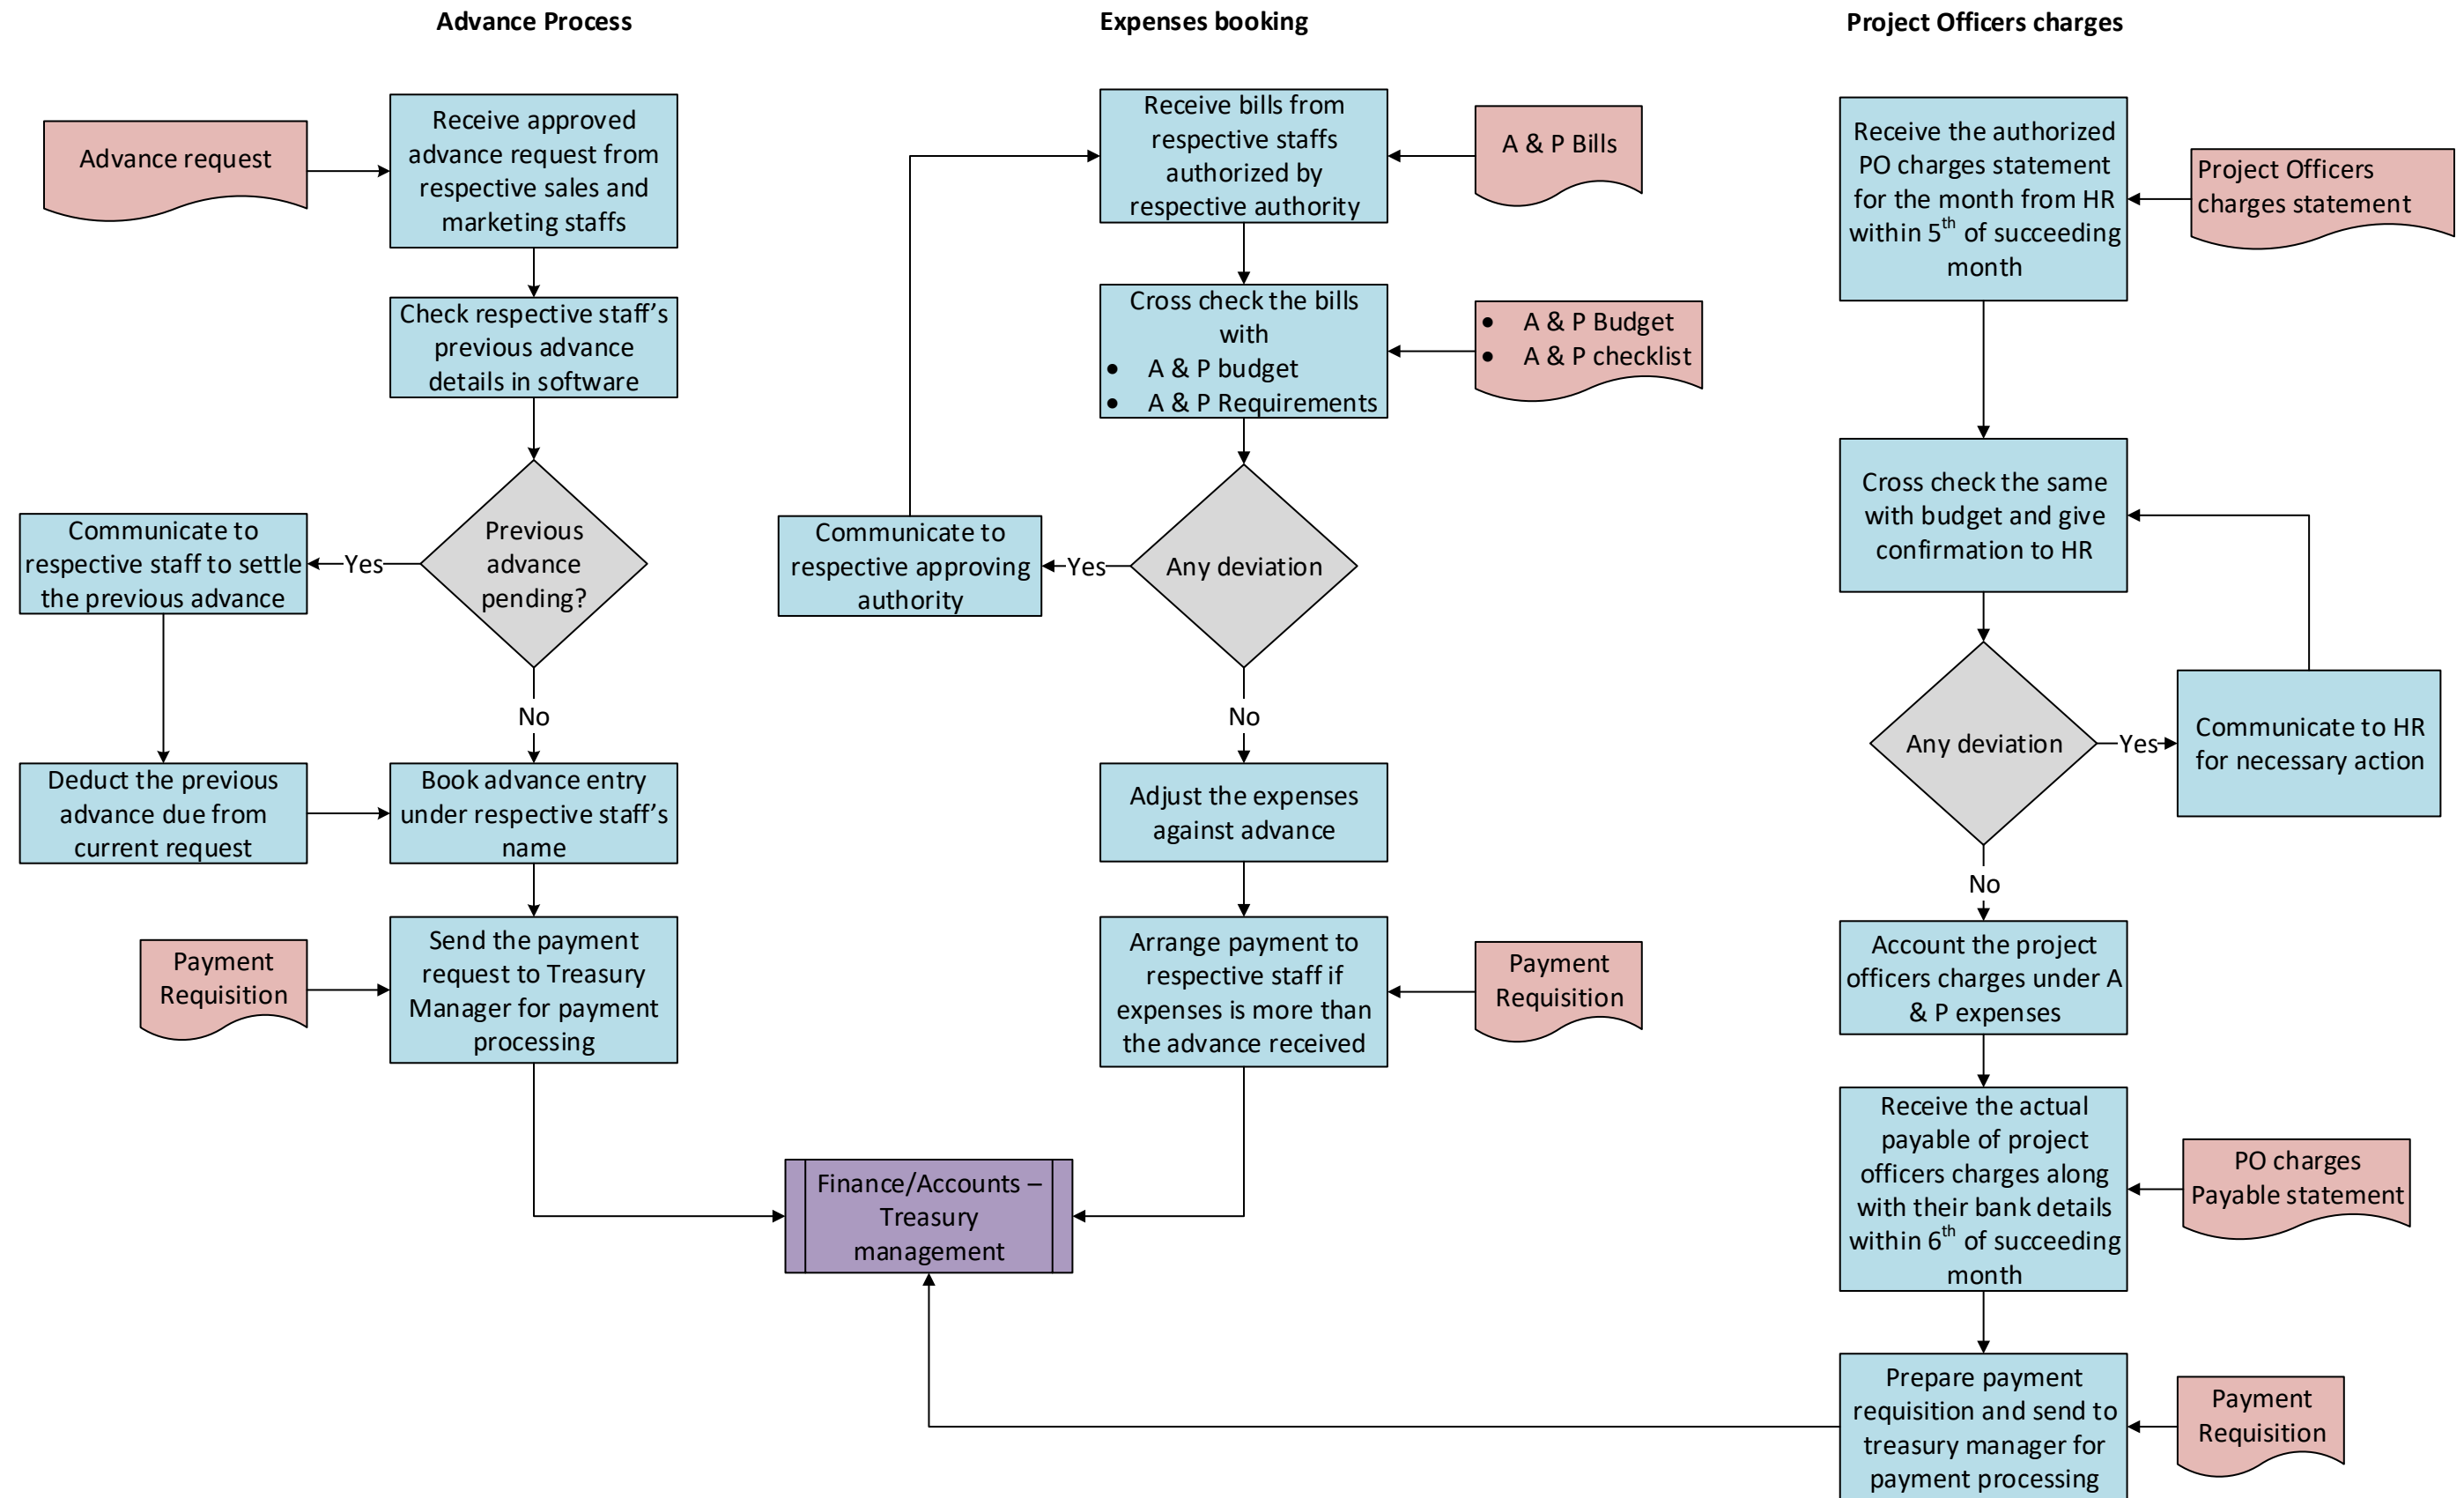 Advance Process
Expenses booking
Project Officers charges
Advance request
Receive approved
advance request from
respective sales and
marketing staffs
Check respective staff’s
previous advance
details in software
Previous
advance
pending?
Yes
Communicate to
respective staff to settle
the previous advance
No
Deduct the previous
advance due from
current request
Book advance entry
under respective staff’s
name
Payment
Requisition
Send the payment
request to Treasury
Manager for payment
processing
Receive bills from
respective staffs
authorized by
respective authority
A & P Bills
Cross check the bills
with
• A & P budget
• A & P Requirements
• A & P Budget
• A & P checklist
Any deviation
Yes
Communicate to
respective approving
authority
No
Adjust the expenses
against advance
Arrange payment to
respective staff if
expenses is more than
the advance received
Payment
Requisition
Finance/Accounts –
Treasury
management
Receive the authorized
PO charges statement
for the month from HR
within 5th of succeeding
month
Project Officers
charges statement
Cross check the same
with budget and give
confirmation to HR
Any deviation
Yes
Communicate to HR
for necessary action
No
Account the project
officers charges under A
& P expenses
Receive the actual
payable of project
officers charges along
with their bank details
within 6th of succeeding
month
PO charges
Payable statement
Prepare payment
requisition and send to
treasury manager for
payment processing
Payment
Requisition